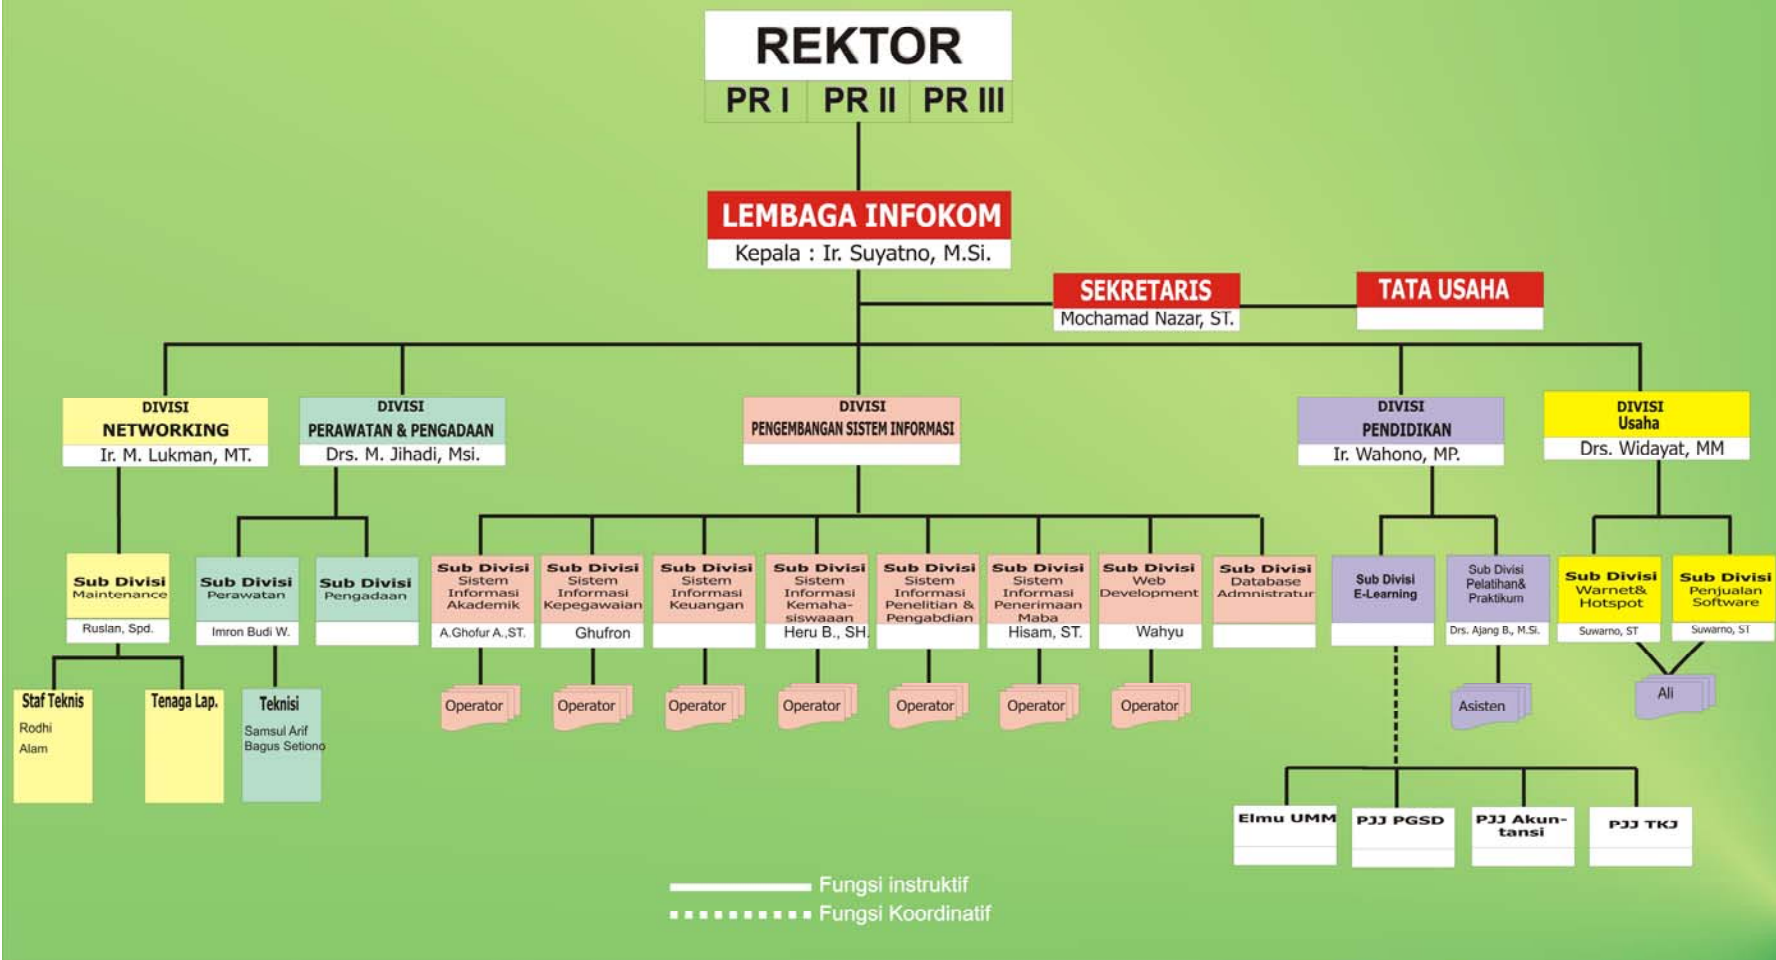 REKTOR
PR I PR II PR III
LEMBAGA INFOKOM
Kepala : Ir. Suyatno, M.Si.
SEKRETARIS
Mochamad Nazar, ST.
TATA USAHA
DIVISI
NETWORKING
Ir. M. Lukman, MT.
DIVISI
PERAWATAN & PENGADAAN
Drs. M. Jihadi, Msi.
DIVISI
PENGEMBANGAN SISTEM INFORMASI
DIVISI
PENDIDIKAN
Ir. Wahono, MP.
DIVISI
Usaha
Drs. Widayat, MM
Sub Divisi
Maintenance
Ruslan, Spd.
Sub Divisi
Perawatan
Imron Budi W.
Sub Divisi
Pengadaan
Sub Divisi
Sistem
Informasi
Akademik
A.Ghofur A.,ST.
Sub Divisi
Sistem
Informasi
Kepegawaian
Ghufron
Sub Divisi
Sistem
Informasi
Keuangan
Sub Divisi
Sistem
Informasi
Kemaha-
siswaaan
Heru B., SH.
Sub Divisi
Sistem
Informasi
Penelitian &
Pengabdian
Sub Divisi
Sistem
Informasi
Penerimaan
Maba
Hisam, ST.
Sub Divisi
Web
Development
Wahyu
Sub Divisi
Database
Admnistratur
Sub Divisi
E-Learning
Sub Divisi
Pelatihan&
Praktikum
Drs. Ajang B., M.Si.
Sub Divisi
Warnet&
Hotspot
Suwarno, ST
Sub Divisi
Penjualan
Software
Suwarno, ST
Staf Teknis
Rodhi
Alam
Tenaga Lap.
Teknisi
Samsul Arif
Bagus Setiono
Operator
Operator
Operator
Operator
Operator
Operator
Operator
Asisten
Ali
Elmu UMM
PJJ PGSD
PJJ Akun-
tansi
PJJ TKJ
Fungsi instruktif
Fungsi Koordinatif